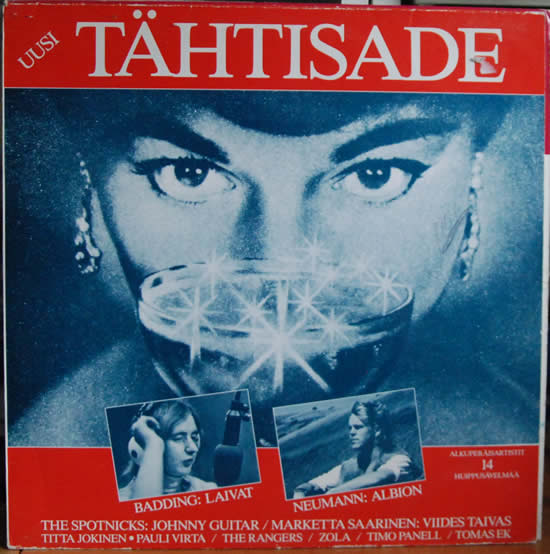 UUSI
TÄHTISADE
BADDING: LAIVAT
NEUMANN: ALBION
ALKUPERÄISARTISTIT
14
HUIPPUSÄVELMÄÄ
THE SPOTNICKS: JOHNNY GUITAR / MARKETTA SAARINEN: VIIDES TAIVAS
TITTA JOKINEN • PAULI VIRTA / THE RANGERS / ZOLA / TIMO PANELL / TOMAS EK